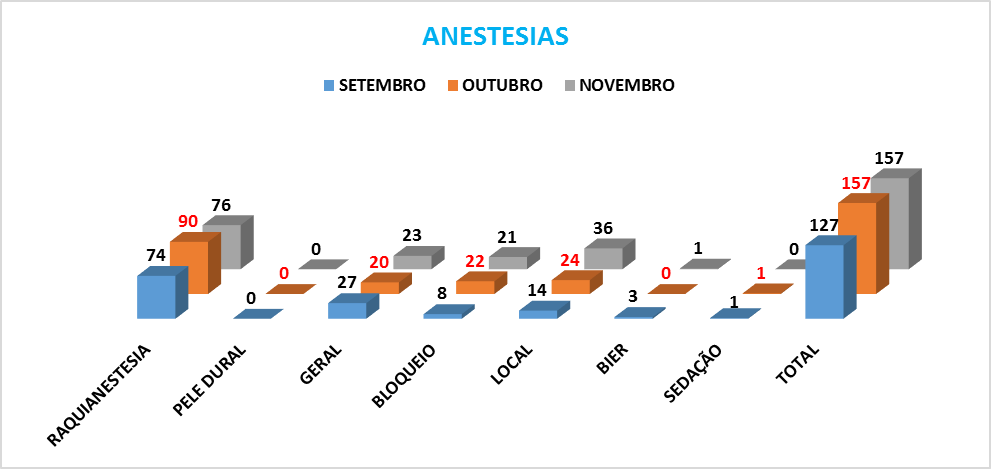 ANESTESIAS
SETEMBRO OUTUBRO NOVEMBRO
74 90 76
0 0 0
27 20 23
8 22 21
14 24 36
3 0 1
1 1 0
127 157 157
RAQUIANESTESIA
PELE DURAL
GERAL
BLOQUEIO
LOCAL
BIER
SEDAÇÃO
TOTAL